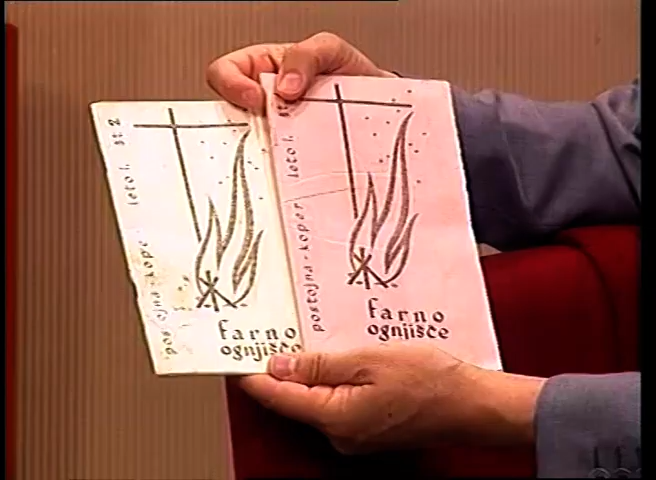 postojna-koper leto I. št 2
farno
ognjišče
postojna-koper leto I.
farno
ognjišče